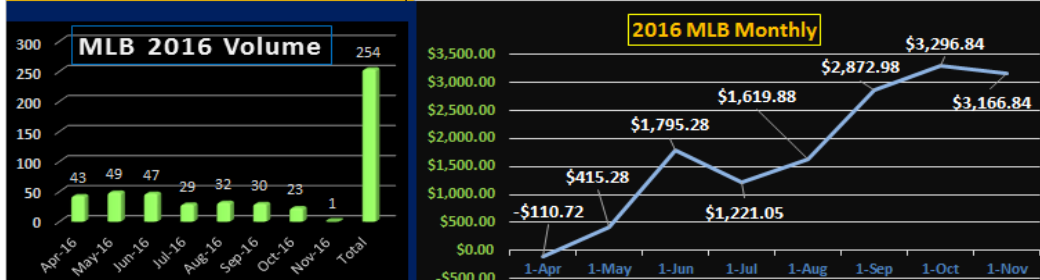 MLB 2016 Volume
300
250
200
150
100
50
0
43
49
47
29
32
30
23
1
254
Apr-16
May-16
Jun-16
Jul-16
Aug-16
Sep-16
Oct-16
Nov-16
Total
2016 MLB Monthly
$3,500.00
$3,000.00
$2,500.00
$2,000.00
$1,500.00
$1,000.00
$500.00
$0.00
-$500.00
-$110.72
$415.28
$1,795.28
$1,221.05
$1,619.88
$2,872.98
$3,296.84
$3,166.84
1-Apr
1-May
1-Jun
1-Jul
1-Aug
1-Sep
1-Oct
1-Nov